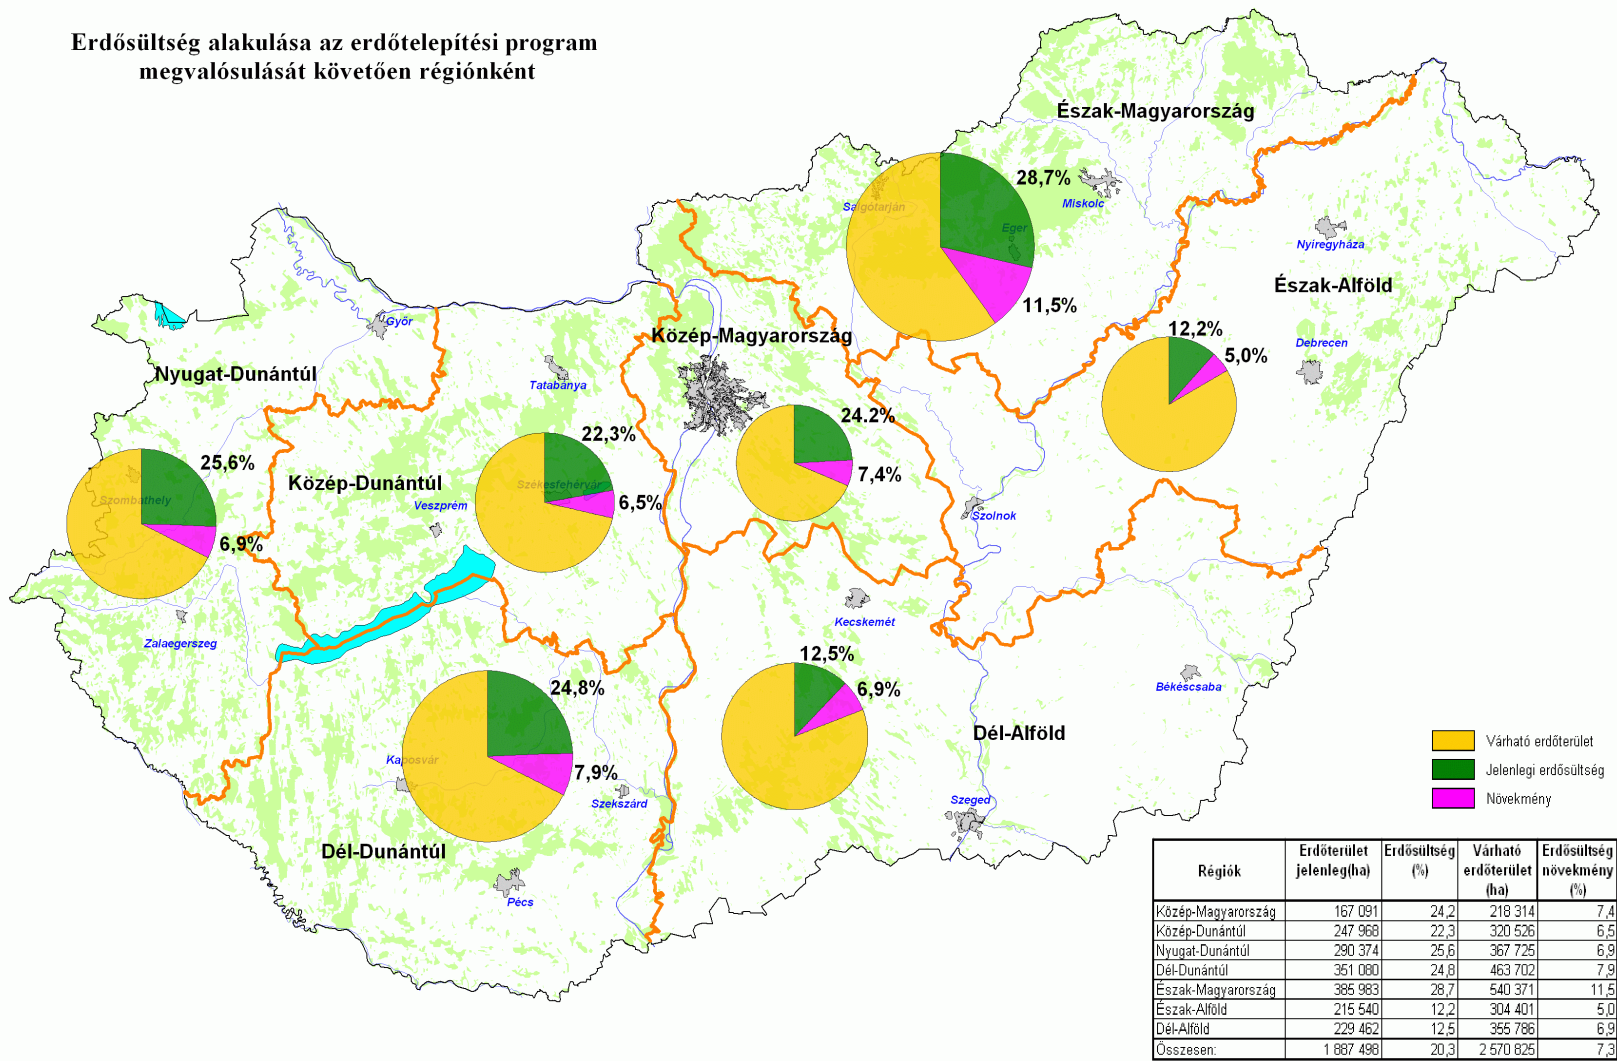 Erdősültség alakulása az erdőtelepítési program
megvalósulását követően régiónként
Észak-Magyarország
28,7%
Salgótarján
Miskolc
Eger
Nyíregyháza
11,5%
Észak-Alföld
Győr
Közép-Magyarország
12,2%
5,0%
Debrecen
Nyugat-Dunántúl
Tatabánya
24.2%
22,3%
25,6%
7,4%
Közép-Dunántúl
Székesfehérvár
Szombathely
Veszprém
6,5%
Szolnok
6,9%
Kecskemét
Zalaegerszeg
12,5%
24,8%
6,9%
Békéscsaba
Dél-Alföld
Kaposvár
7,9%
Szekszárd
Szeged
Dél-Dunántúl
Pécs
Várható erdőterület
Jelenlegi erdősültség
Növekmény
Régiók Erdőterület jelenleg(ha) Erdősültség (%) Várható erdőterület (ha) Erdősültség növekmény (%)
Közép-Magyarország 167 091 24,2 218 314 7,4
Közép-Dunántúl 247 968 22,3 320 526 6,5
Nyugat-Dunántúl 290 374 25,6 367 725 6,9
Dél-Dunántúl 351 080 24,8 463 702 7,9
Észak-Magyarország 385 983 28,7 540 371 11,5
Észak-Alföld 215 540 12,2 304 401 5,0
Dél-Alföld 229 462 12,5 355 786 6,9
Összesen: 1 887 498 20,3 2 570 825 7,3